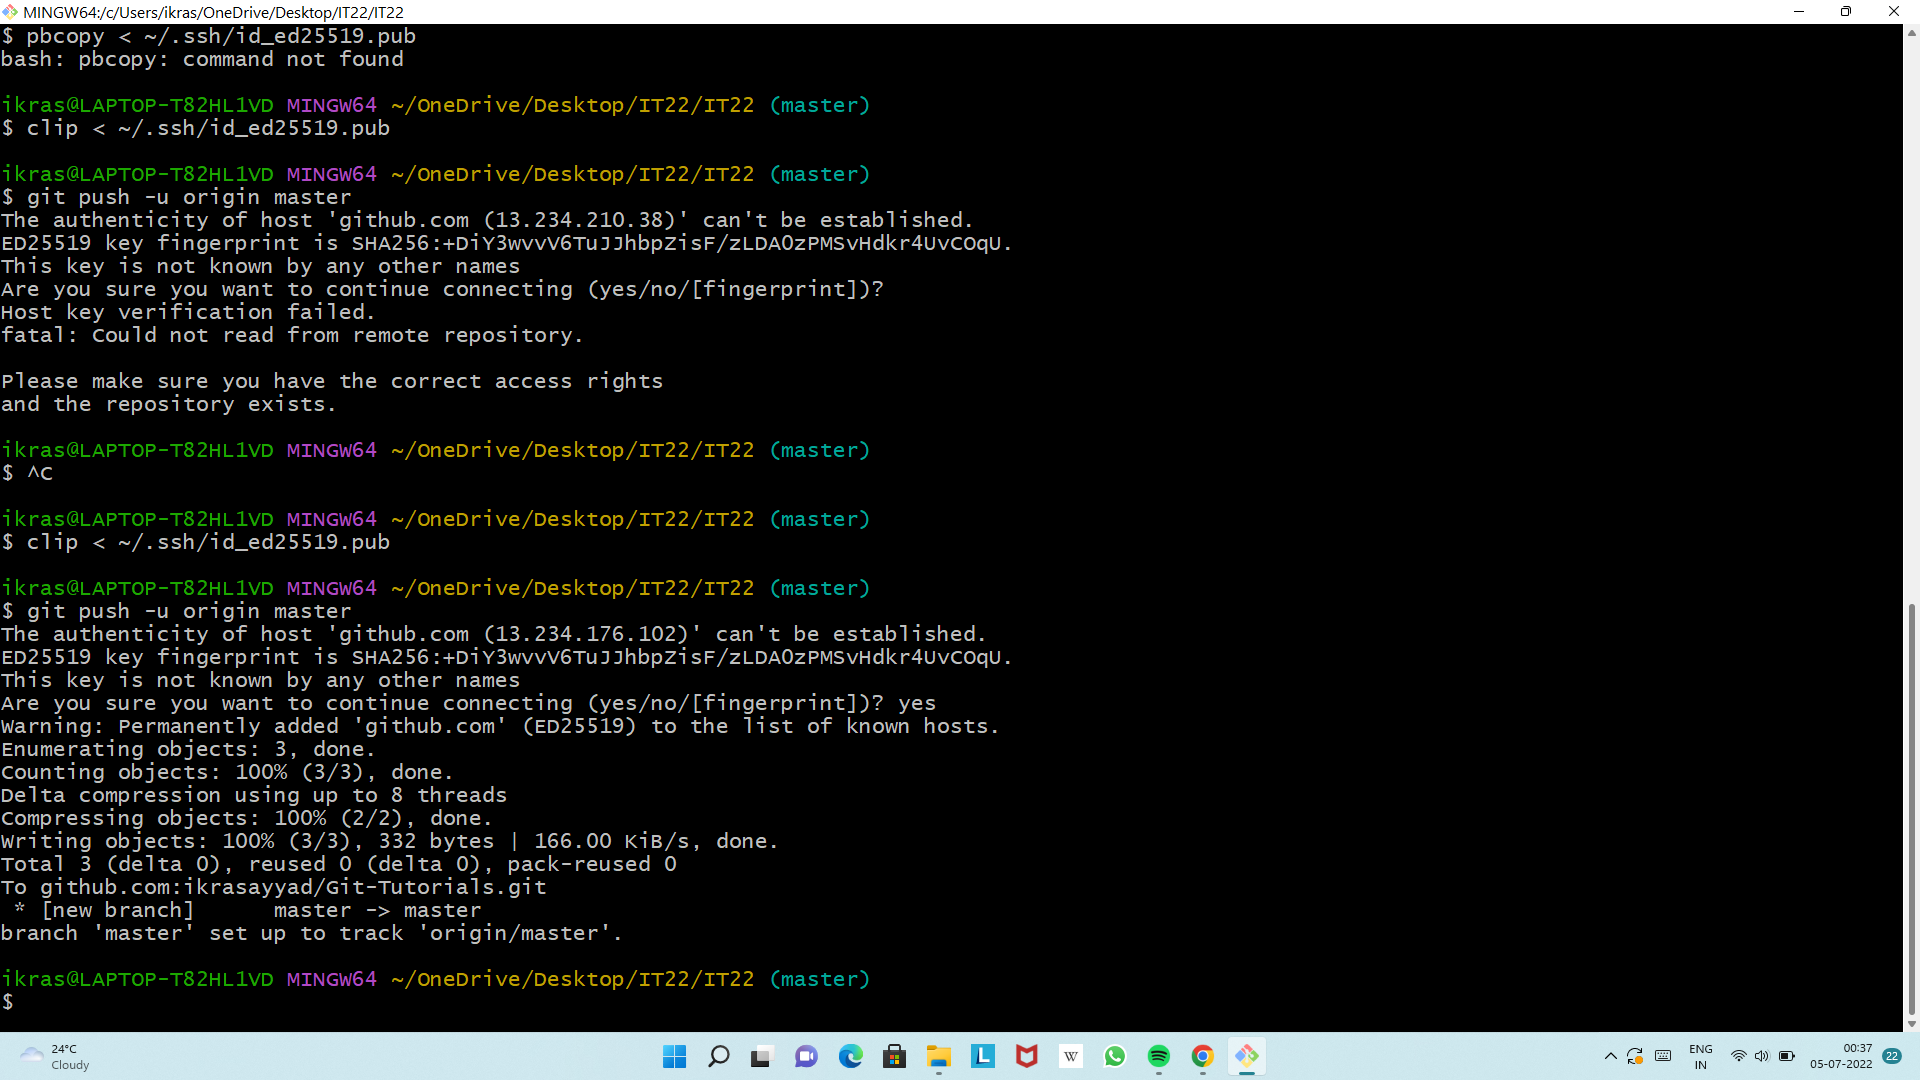 MINGW64:/c/Users/ikras/OneDrive/Desktop/IT22/IT22
$ pbcopy < ~/.ssh/id_ed25519.pub
bash: pbcopy: command not found
ikras@LAPTOP-T82HL1VD MINGW64 ~/OneDrive/Desktop/IT22/IT22 (master)
$ clip < ~/.ssh/id_ed25519.pub
ikras@LAPTOP-T82HL1VD MINGW64 ~/OneDrive/Desktop/IT22/IT22 (master)
$ git push -u origin master
The authenticity of host 'github.com (13.234.210.38)' can't be established.
ED25519 key fingerprint is SHA256:+DiY3wvvV6TuJJhbpZisF/zLDA0zPMSvHdkr4UvCOqU.
This key is not known by any other names
Are you sure you want to continue connecting (yes/no/[fingerprint])?
Host key verification failed.
fatal: Could not read from remote repository.
Please make sure you have the correct access rights
and the repository exists.
ikras@LAPTOP-T82HL1VD MINGW64 ~/OneDrive/Desktop/IT22/IT22 (master)
$ ^C
ikras@LAPTOP-T82HL1VD MINGW64 ~/OneDrive/Desktop/IT22/IT22 (master)
$ clip < ~/.ssh/id_ed25519.pub
ikras@LAPTOP-T82HL1VD MINGW64 ~/OneDrive/Desktop/IT22/IT22 (master)
$ git push -u origin master
The authenticity of host 'github.com (13.234.176.102)' can't be established.
ED25519 key fingerprint is SHA256:+DiY3wvvV6TuJJhbpZisF/zLDA0zPMSvHdkr4UvCOqU.
This key is not known by any other names
Are you sure you want to continue connecting (yes/no/[fingerprint])? yes
Warning: Permanently added 'github.com' (ED25519) to the list of known hosts.
Enumerating objects: 3, done.
Counting objects: 100% (3/3), done.
Delta compression using up to 8 threads
Compressing objects: 100% (2/2), done.
Writing objects: 100% (3/3), 332 bytes | 166.00 KiB/s, done.
Total 3 (delta 0), reused 0 (delta 0), pack-reused 0
To github.com:ikrasayyad/Git-Tutorials.git
 * [new branch]      master -> master
branch 'master' set up to track 'origin/master'.
ikras@LAPTOP-T82HL1VD MINGW64 ~/OneDrive/Desktop/IT22/IT22 (master)
$
24°C
Cloudy
L
W
ENG
IN
00:37
05-07-2022
22